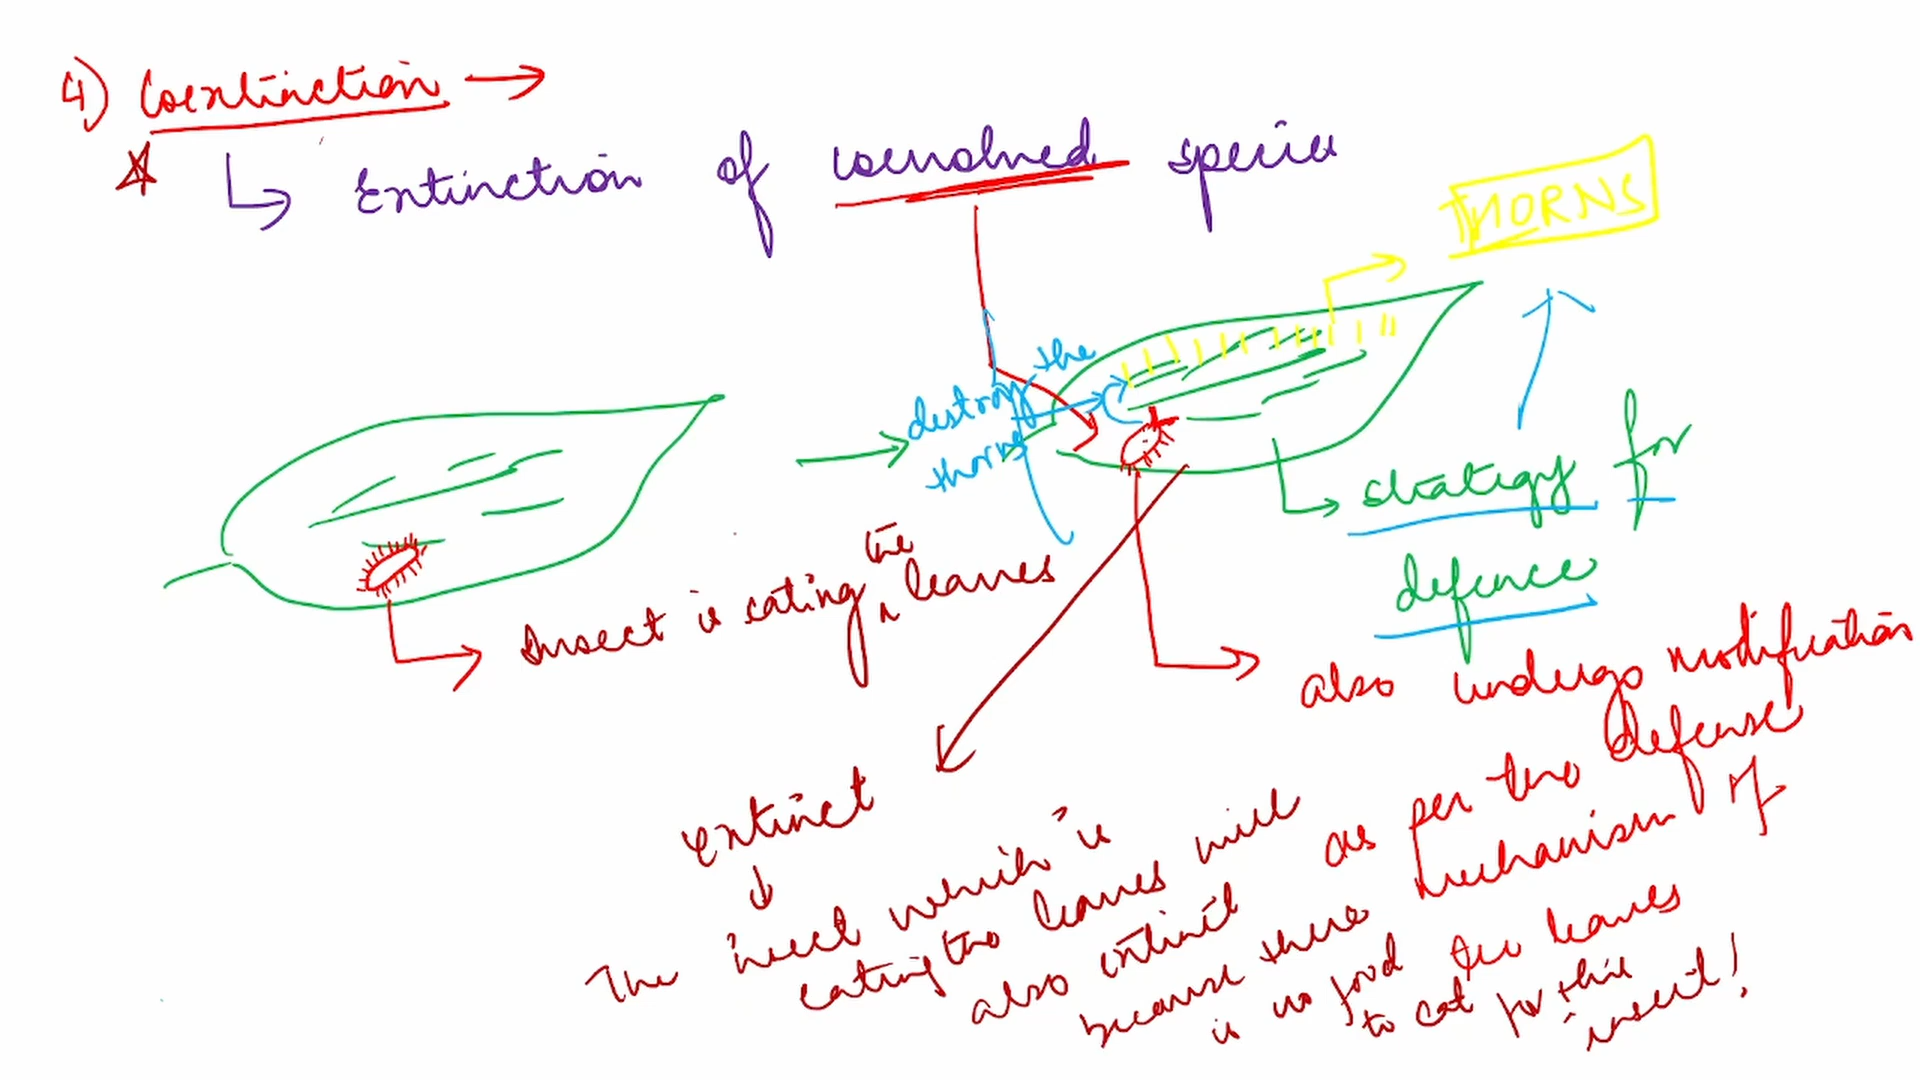 4) Coextinction →
Extinction of coevolved species
THORNS
destroy the
thorns
strategy for
defence
Insect is eating the leaves
also undergo modification
as per the defense
mechanism of
the leaves
extinct
The insect which is
eating the leaves will
also extinct
because there
is no food
to eat for this
insect!